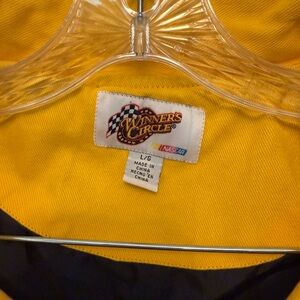 WINNER'S
CIRCLE®
NASCAR
L/G
MADE IN
CHINA
HECHO EN
CHINA